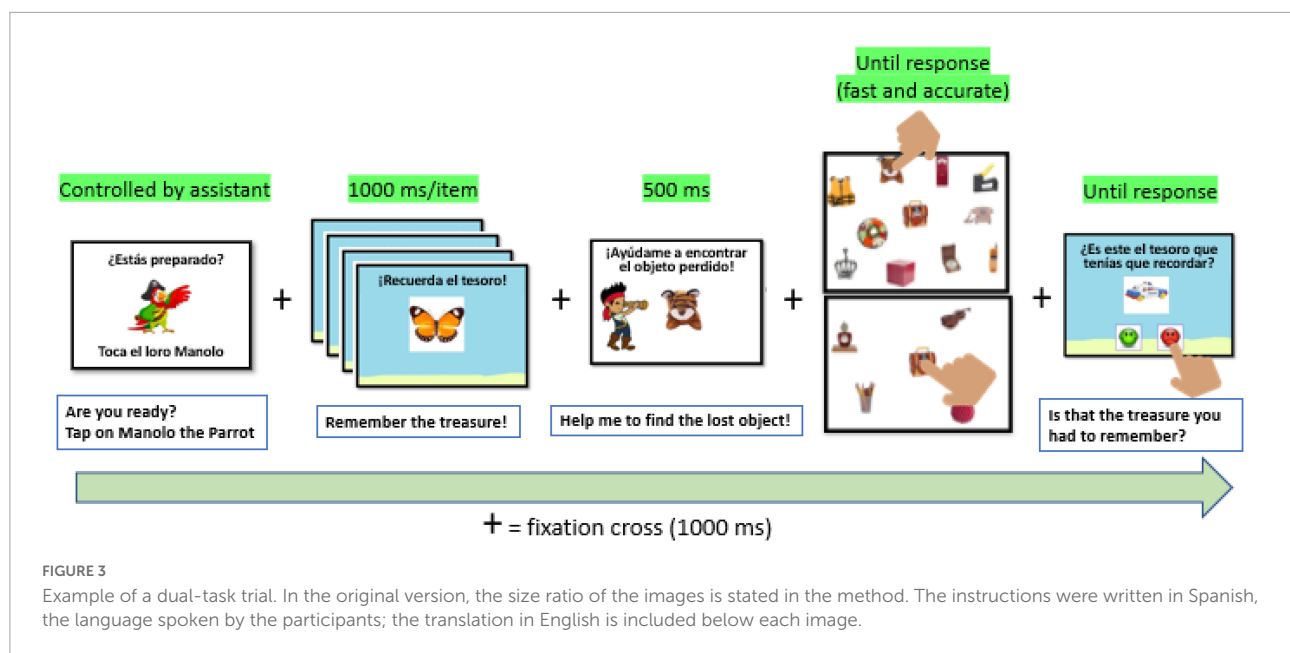 Until response
(fast and accurate)
Controlled by assistant
1000 ms/item
500 ms
Until response
¿Estás preparado?
Toca el loro Manolo
+
¡Recuerda el tesoro!
+
¡Ayúdame a encontrar
el objeto perdido!
+
+
¿Es este el tesoro que
tenías que recordar?
Are you ready?
Tap on Manolo the Parrot
Remember the treasure!
Help me to find the lost object!
Is that the treasure you
had to remember?
+ = fixation cross (1000 ms)
FIGURE 3
Example of a dual-task trial. In the original version, the size ratio of the images is stated in the method. The instructions were written in Spanish,
the language spoken by the participants; the translation in English is included below each image.